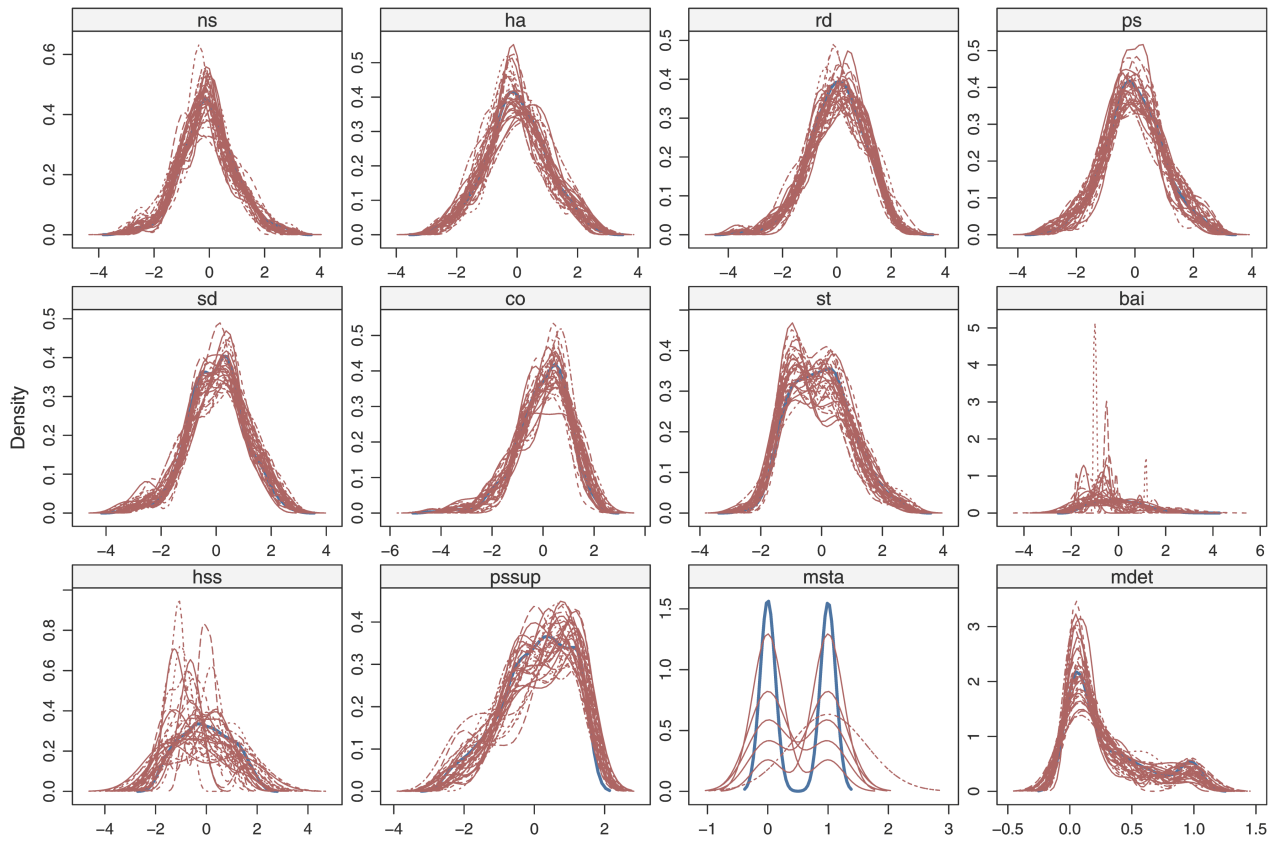 ns ha rd ps
0.0 0.2 0.4 0.6
0.0 0.1 0.2 0.3 0.4 0.5
0.0 0.1 0.2 0.3 0.4 0.5
0.0 0.1 0.2 0.3 0.4 0.5
−4 −2 0 2 4
−4 −2 0 2 4
−4 −2 0 2 4
−4 −2 0 2 4
sd co st bai
Density
0.0 0.1 0.2 0.3 0.4 0.5
0.0 0.1 0.2 0.3 0.4 0.5
0.0 0.1 0.2 0.3 0.4
0 1 2 3 4 5
−4 −2 0 2 4
−6 −4 −2 0 2 4
−4 −2 0 2 4
−4 −2 0 2 4 6
hss pssup msta mdet
0.0 0.2 0.4 0.6 0.8
0.0 0.1 0.2 0.3 0.4
0.0 0.5 1.0 1.5
0 1 2 3
−4 −2 0 2 4
−4 −2 0 2
−1 0 1 2 3
−0.5 0.0 0.5 1.0 1.5